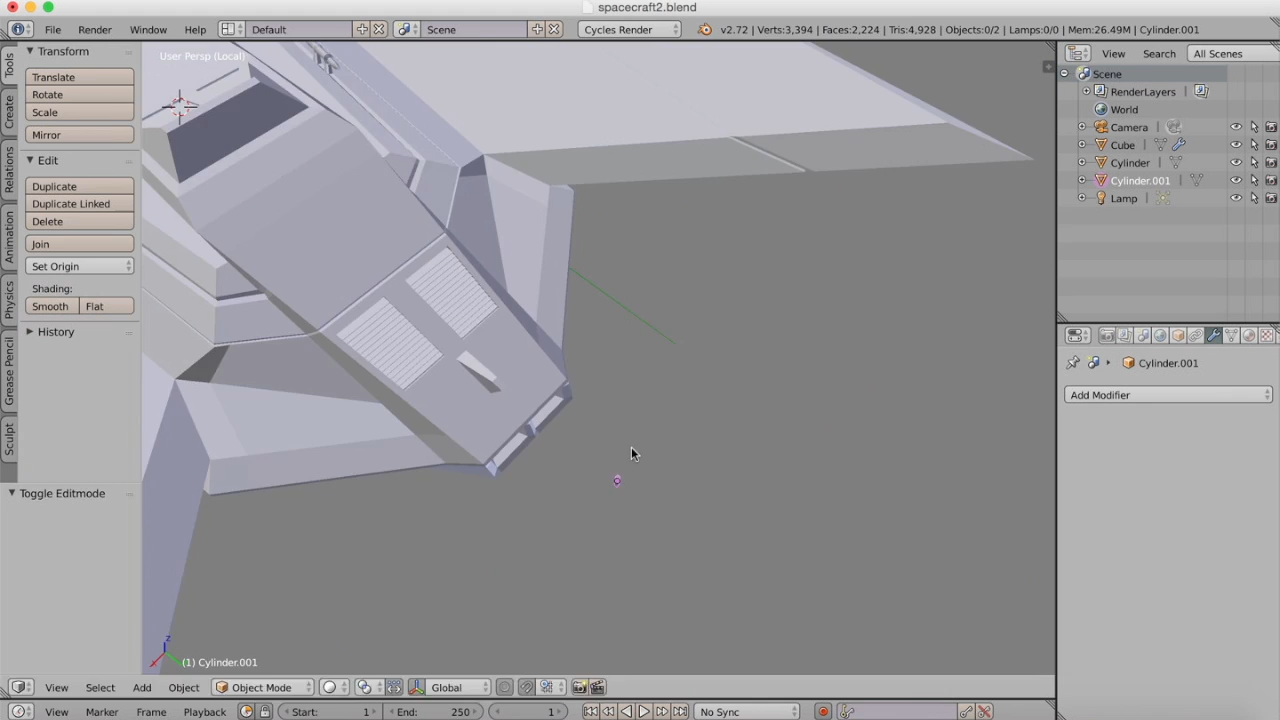 spacecraft2.blend
File Render Window Help Default Scene Cycles Render v2.72 | Verts:3,394 | Faces:2,224 | Tris:4,928 | Objects:0/2 | Lamps:0/0 | Mem:26.49M | Cylinder.001
Tools
Create
Relations
Animation
Physics
Grease Pencil
Sculpt
Transform
Translate
Rotate
Scale
Mirror
Edit
Duplicate
Duplicate Linked
Delete
Join
Set Origin
Shading:
Smooth Flat
History
Toggle Editmode
User Persp (Local)
x z
(1) Cylinder.001
View Search All Scenes
Scene
RenderLayers
World
Camera
Cube
Cylinder
Cylinder.001
Lamp
Cylinder.001
Add Modifier
View Select Add Object Object Mode Global
View Marker Frame Playback Start: 1 End: 250 1 No Sync